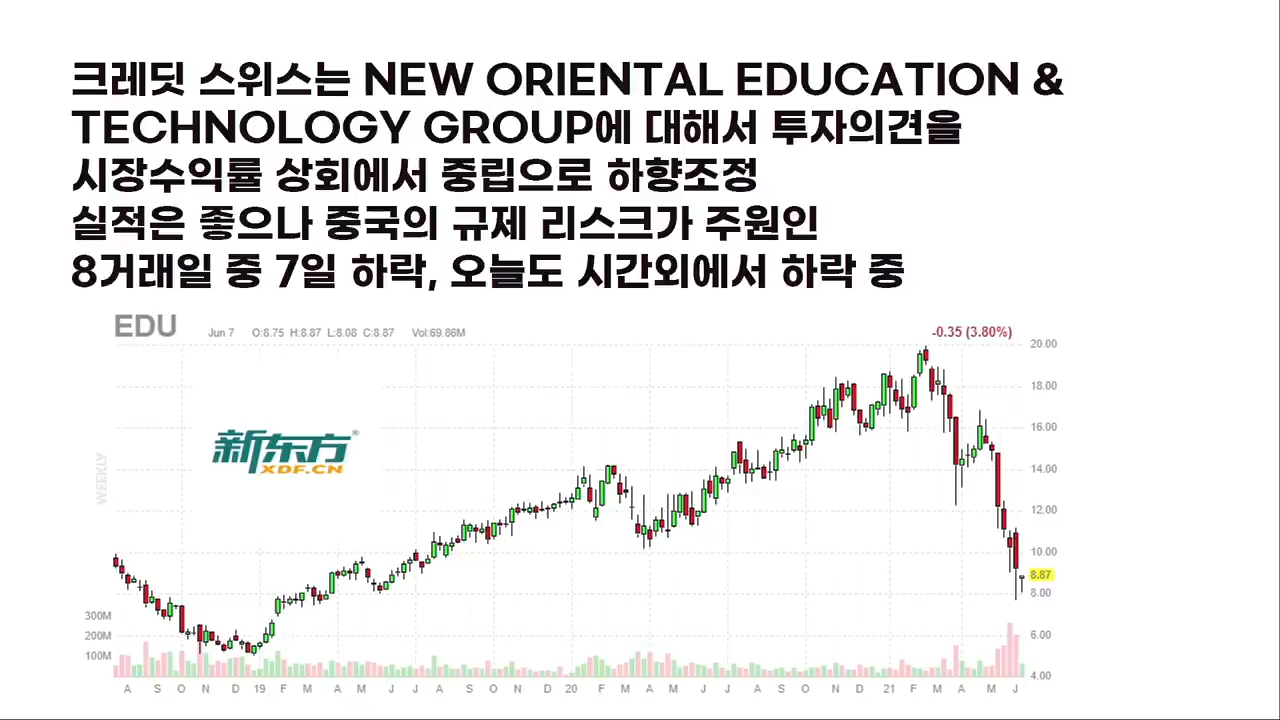 크레딧 스위스는 NEW ORIENTAL EDUCATION &
TECHNOLOGY GROUP에 대해서 투자의견을
시장수익률 상회에서 중립으로 하향조정
실적은 좋으나 중국의 규제 리스크가 주원인
8거래일 중 7일 하락, 오늘도 시간외에서 하락 중
EDU Jun 7 O:8.75 H:8.87 L:8.08 C:8.87 Vol:69.86M -0.35 (3.80%)
20.00
18.00
16.00
新东方®
XDF.CN
14.00
WEEKLY
12.00
10.00
8.87
8.00
300M
200M 6.00
100M
4.00
A S O N D 19 F M A M J J A S O N D 20 F M A M J J A S O N D 21 F M A M J